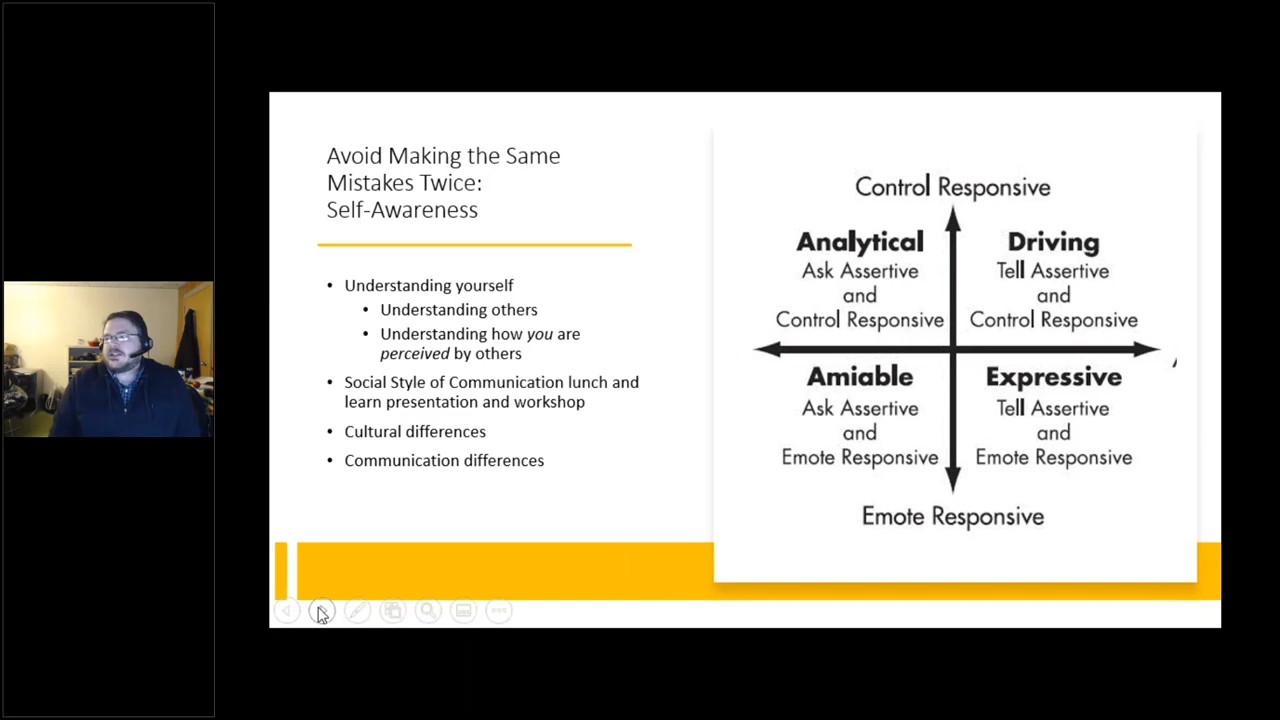 Avoid Making the Same
Mistakes Twice:
Self-Awareness
• Understanding yourself
• Understanding others
• Understanding how you are
perceived by others
• Social Style of Communication lunch and
learn presentation and workshop
• Cultural differences
• Communication differences
Control Responsive
Analytical
Ask Assertive
and
Control Responsive
Driving
Tell Assertive
and
Control Responsive
Amiable
Ask Assertive
and
Emote Responsive
Expressive
Tell Assertive
and
Emote Responsive
Emote Responsive